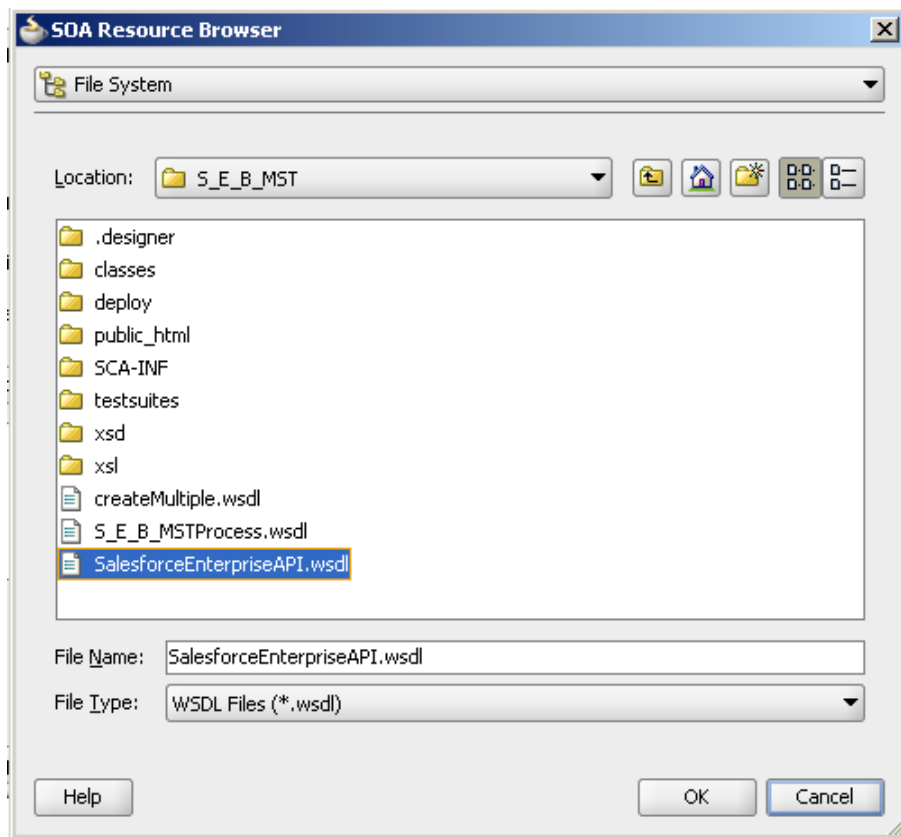 SOA Resource Browser
File System
Location: S_E_B_MST
.designer
classes
deploy
public_html
SCA-INF
testsuites
xsd
xsl
createMultiple.wsdl
S_E_B_MSTProcess.wsdl
SalesforceEnterpriseAPI.wsdl
File Name: SalesforceEnterpriseAPI.wsdl
File Type: WSDL Files (*.wsdl)
Help OK Cancel